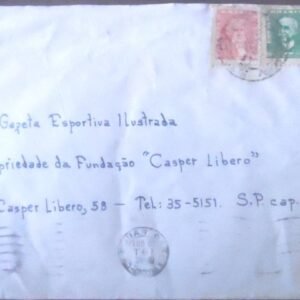 Gazeta Esportiva Ilustrada
priedade da Fundação "Casper Libero"
Casper Libero, 58 — Tel: 35-5151. S.P. cap.